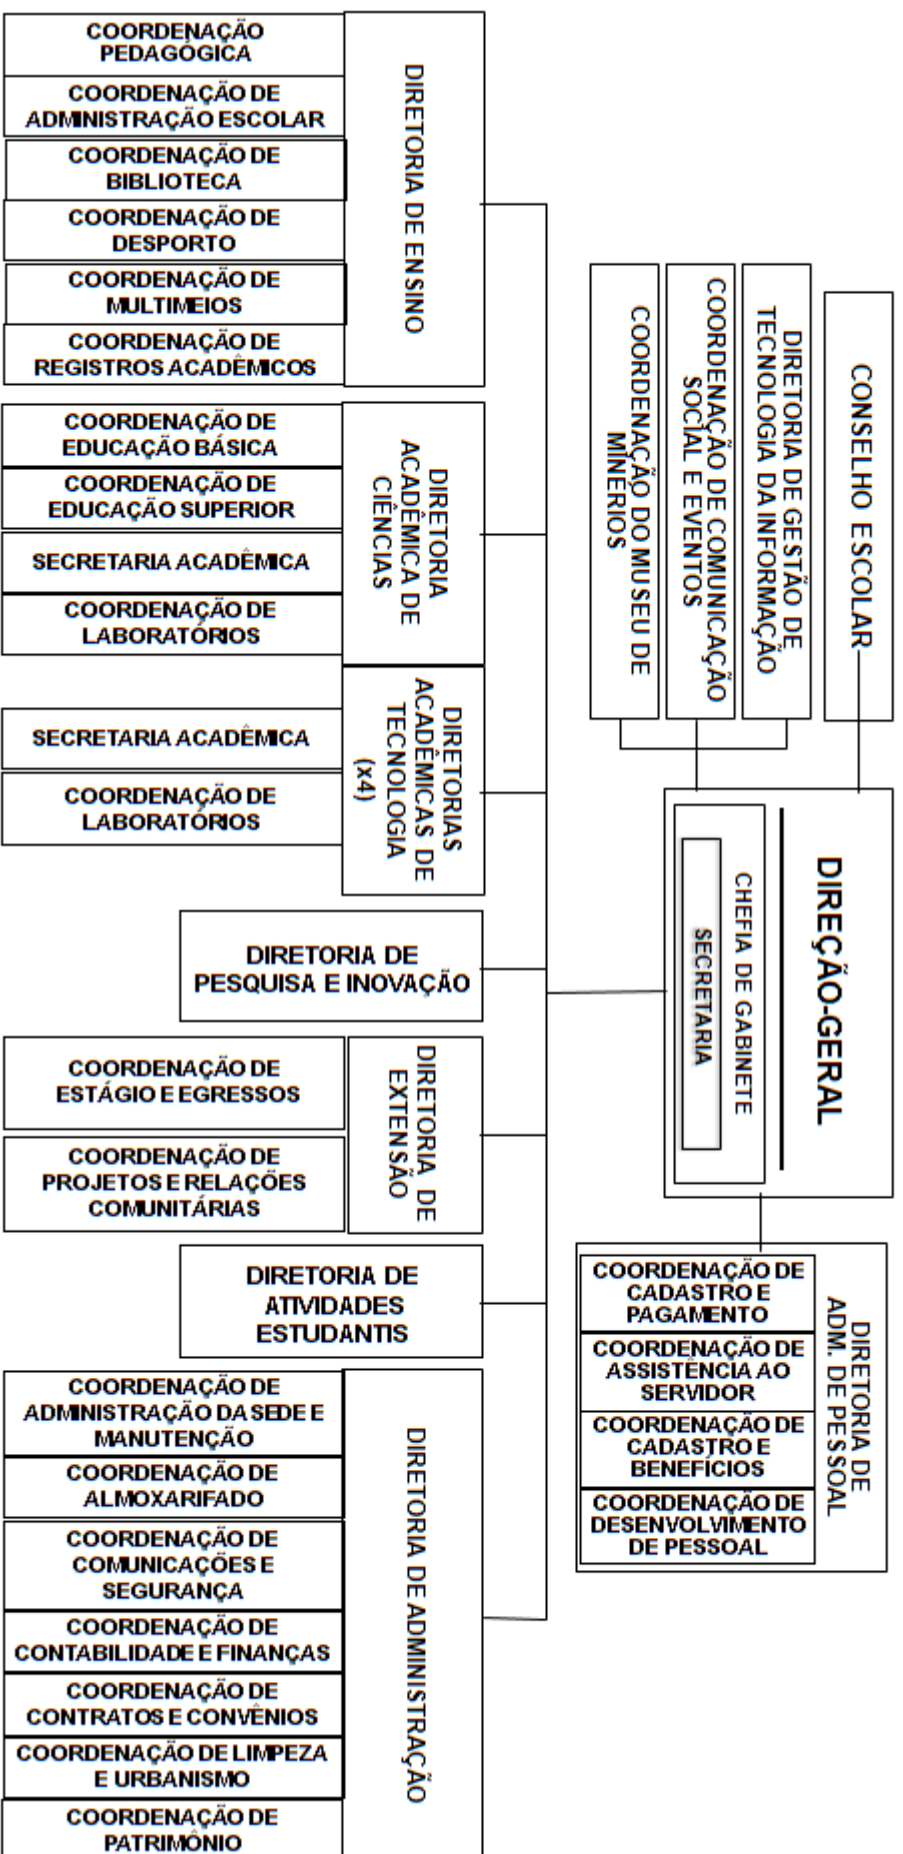 CONSELHO ESCOLAR
DIRETORIA DE GESTÃO DE
TECNOLOGIA DA INFORMAÇÃO
COORDENAÇÃO DE COMUNICAÇÃO
SOCIAL E EVENTOS
COORDENAÇÃO DO MUSEU DE
MINÉRIOS
DIREÇÃO-GERAL
CHEFIA DE GABINETE
SECRETARIA
DIRETORIA DE
ADM. DE PESSOAL
COORDENAÇÃO DE
CADASTRO E
PAGAMENTO
COORDENAÇÃO DE
ASSISTÊNCIA AO
SERVIDOR
COORDENAÇÃO DE
CADASTRO E
BENEFÍCIOS
COORDENAÇÃO DE
DESENVOLVIMENTO
DE PESSOAL
DIRETORIA DE ENSINO
COORDENAÇÃO
PEDAGÓGICA
COORDENAÇÃO DE
ADMINISTRAÇÃO ESCOLAR
COORDENAÇÃO DE
BIBLIOTECA
COORDENAÇÃO DE
DESPORTO
COORDENAÇÃO DE
MULTIMEIOS
COORDENAÇÃO DE
REGISTROS ACADÊMICOS
DIRETORIA
ACADÊMICA DE
CIÊNCIAS
COORDENAÇÃO DE
EDUCAÇÃO BÁSICA
COORDENAÇÃO DE
EDUCAÇÃO SUPERIOR
SECRETARIA ACADÊMICA
COORDENAÇÃO DE
LABORATÓRIOS
DIRETORIAS
ACADÊMICAS DE
TECNOLOGIA
(x4)
SECRETARIA ACADÊMICA
COORDENAÇÃO DE
LABORATÓRIOS
DIRETORIA DE
PESQUISA E INOVAÇÃO
DIRETORIA DE
EXTENSÃO
COORDENAÇÃO DE
ESTÁGIO E EGRESSOS
COORDENAÇÃO DE
PROJETOS E RELAÇÕES
COMUNITÁRIAS
DIRETORIA DE
ATIVIDADES
ESTUDANTIS
DIRETORIA DE ADMINISTRAÇÃO
COORDENAÇÃO DE
ADMINISTRAÇÃO DA SEDE E
MANUTENÇÃO
COORDENAÇÃO DE
ALMOXARIFADO
COORDENAÇÃO DE
COMUNICAÇÕES E
SEGURANÇA
COORDENAÇÃO DE
CONTABILIDADE E FINANÇAS
COORDENAÇÃO DE
CONTRATOS E CONVÊNIOS
COORDENAÇÃO DE LIMPEZA
E URBANISMO
COORDENAÇÃO DE
PATRIMÔNIO